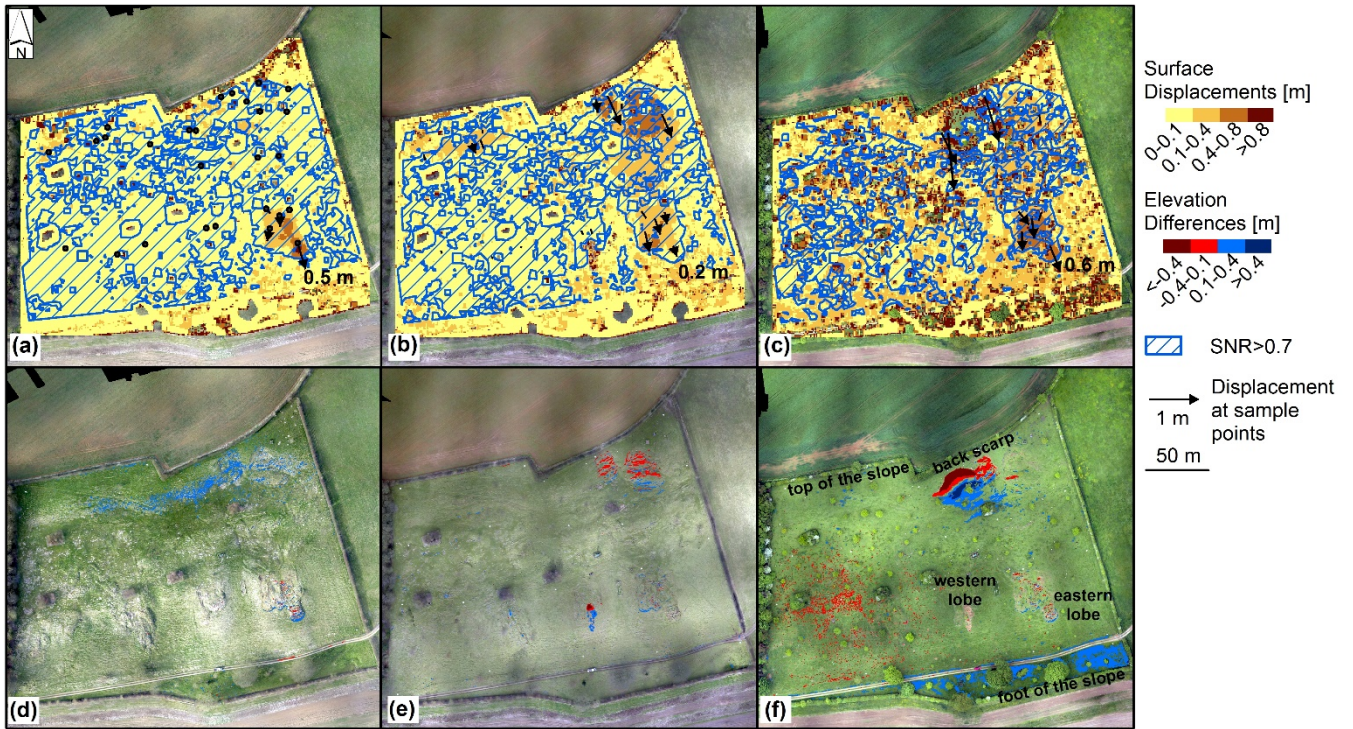 N
0.5 m
(a)
0.2 m
(b)
0.6 m
(c)
Surface
Displacements [m]
0-0.1
0.1-0.4
0.4-0.8
>0.8
Elevation
Differences [m]
<-0.4
-0.4-0.1
0.1-0.4
>0.4
SNR>0.7
1 m
Displacement
at sample
points
50 m
(d)
(e)
top of the slope
back scarp
western
lobe
eastern
lobe
foot of the slope
(f)